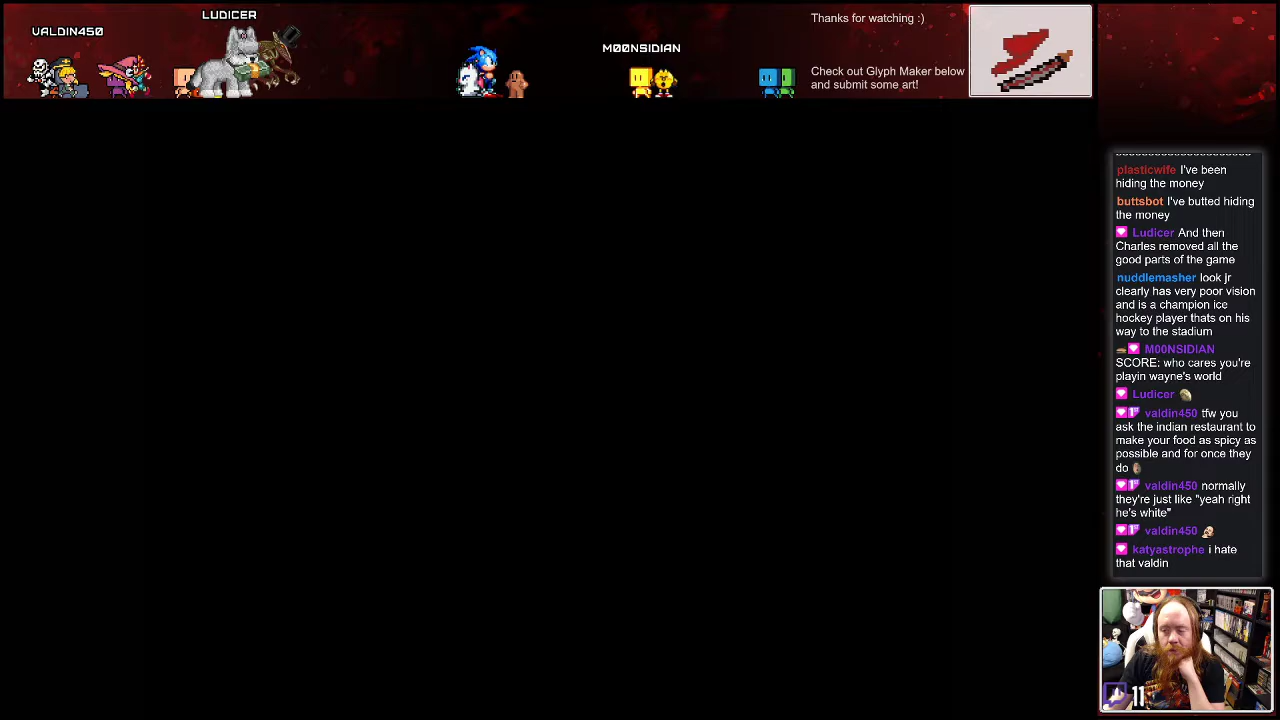 LUDICER
VALDIN450
M00NSIDIAN
Thanks for watching :)
Check out Glyph Maker below
and submit some art!
plasticwife I've been
hiding the money
buttsbot I've butted hiding
the money
Ludicer And then
Charles removed all the
good parts of the game
nuddlemasher look jr
clearly has very poor vision
and is a champion ice
hockey player thats on his
way to the stadium
M00NSIDIAN
SCORE: who cares you're
playin wayne's world
Ludicer
valdin450 tfw you
ask the indian restaurant to
make your food as spicy as
possible and for once they
do
valdin450 normally
they're just like "yeah right
he's white"
valdin450
katyastrophe i hate
that valdin
11